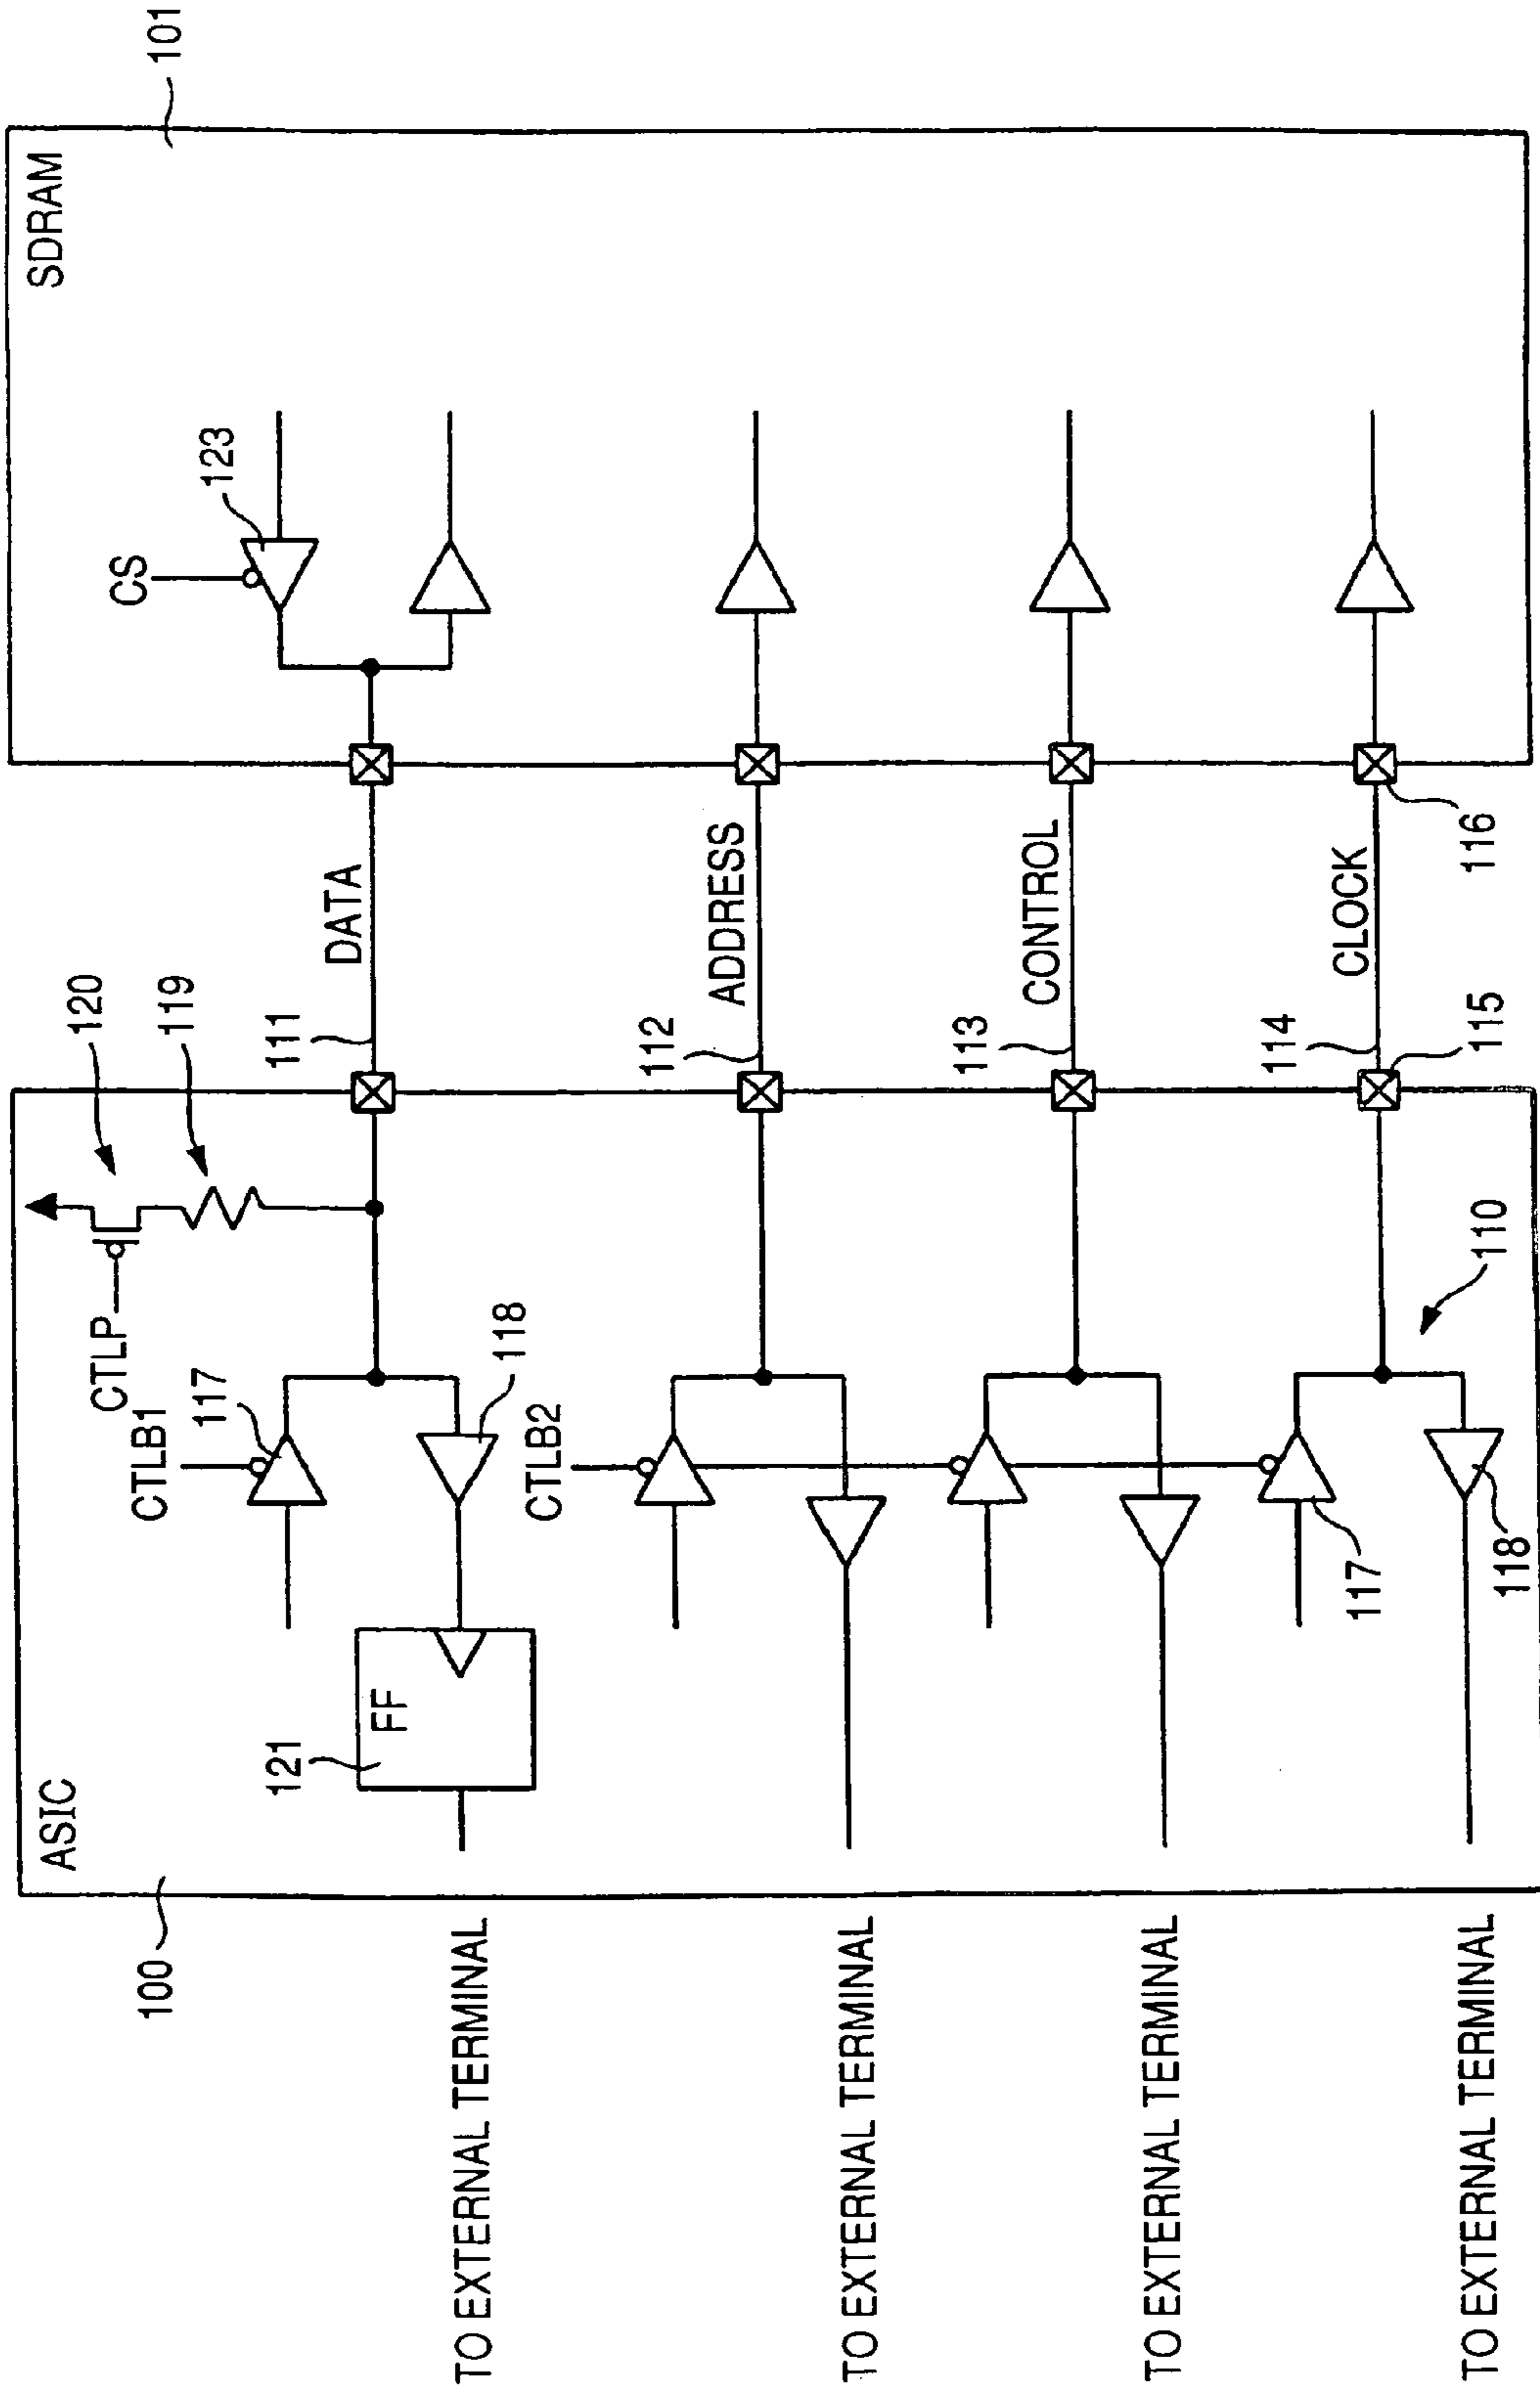 ASIC
SDRAM
100
101
CTLP
120
119
CTLB1
117
111
DATA
CS
123
121
FF
118
TO EXTERNAL TERMINAL
CTLB2
112
ADDRESS
TO EXTERNAL TERMINAL
113
CONTROL
TO EXTERNAL TERMINAL
117
114
CLOCK
110
115
116
118
TO EXTERNAL TERMINAL